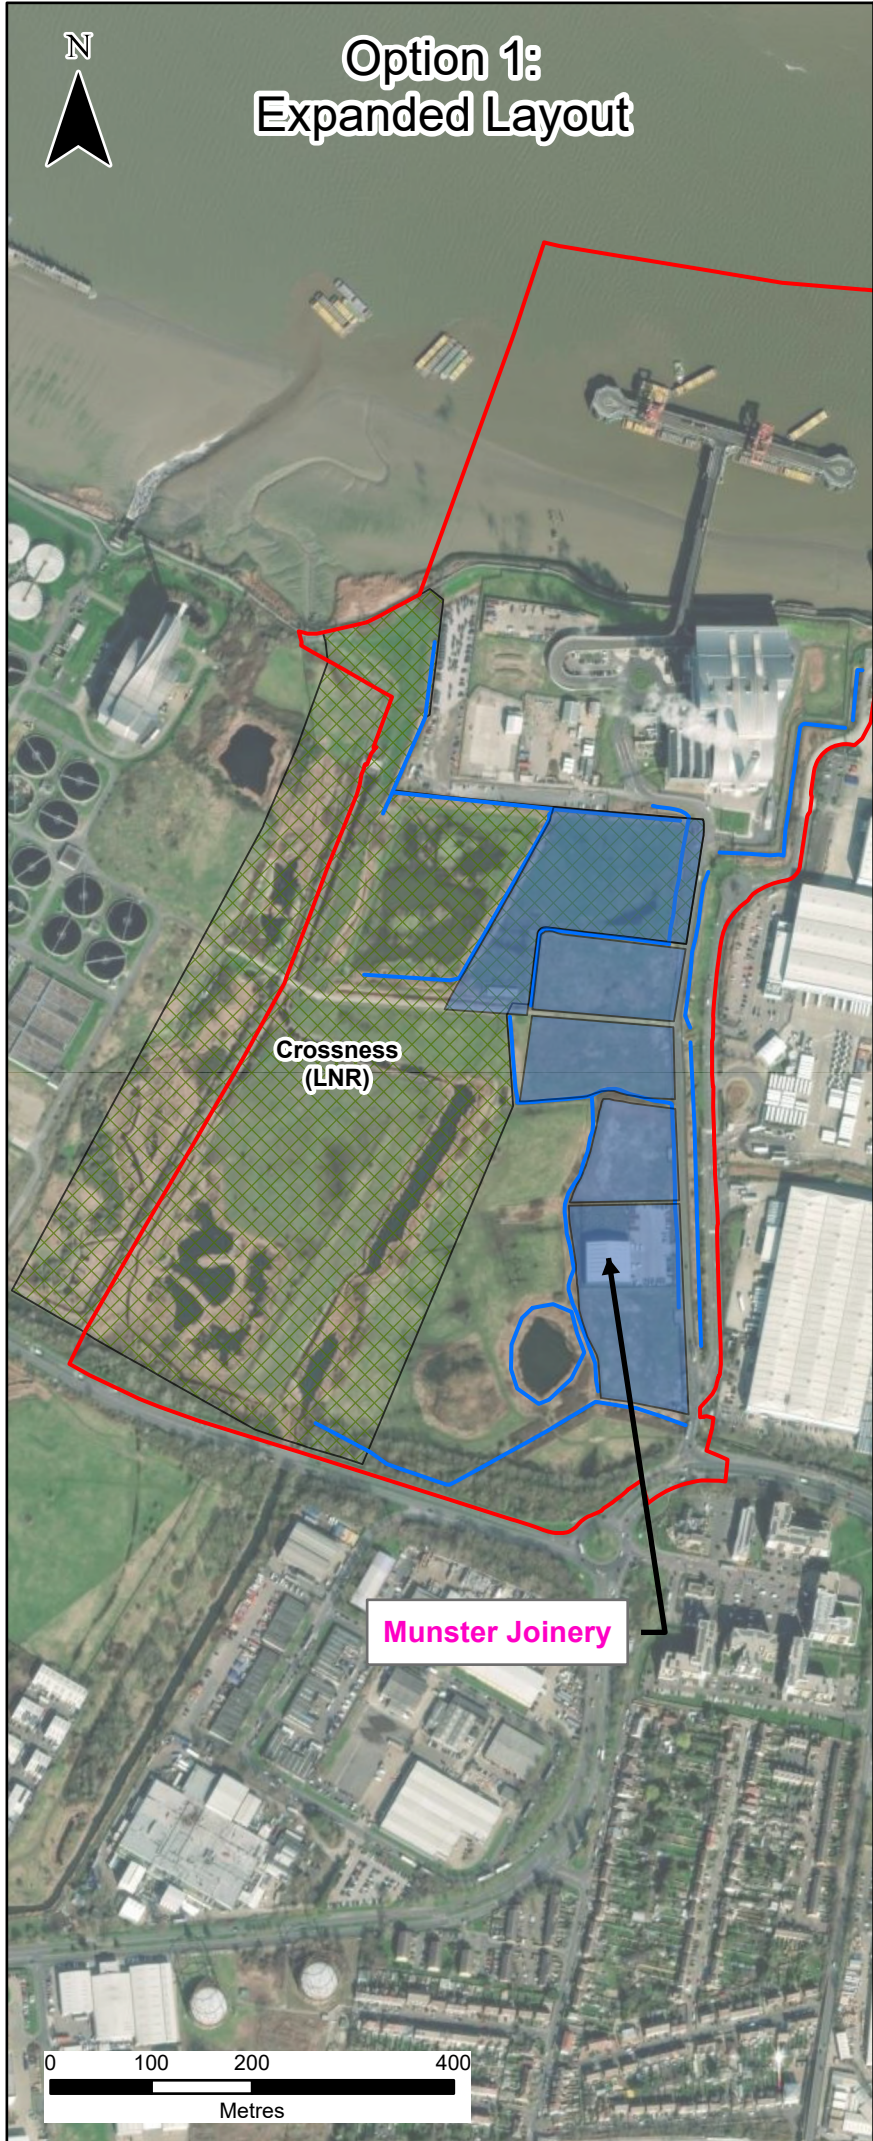 N
Option 1:
Expanded Layout
Crossness
(LNR)
Munster Joinery
0 100 200 400
Metres